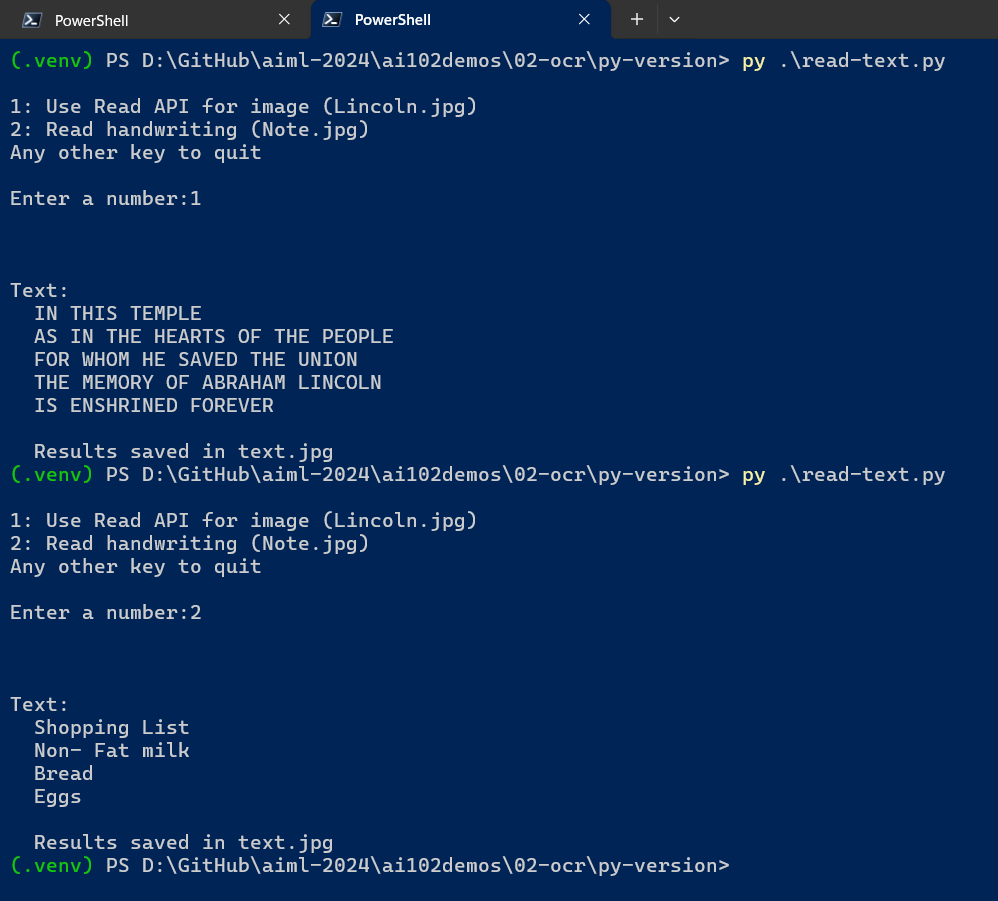 PowerShell
PowerShell
(.venv) PS D:\GitHub\aiml-2024\ai102demos\02-ocr\py-version> py .\read-text.py
1: Use Read API for image (Lincoln.jpg)
2: Read handwriting (Note.jpg)
Any other key to quit
Enter a number:1
Text:
IN THIS TEMPLE
AS IN THE HEARTS OF THE PEOPLE
FOR WHOM HE SAVED THE UNION
THE MEMORY OF ABRAHAM LINCOLN
IS ENSHRINED FOREVER
Results saved in text.jpg
(.venv) PS D:\GitHub\aiml-2024\ai102demos\02-ocr\py-version> py .\read-text.py
1: Use Read API for image (Lincoln.jpg)
2: Read handwriting (Note.jpg)
Any other key to quit
Enter a number:2
Text:
Shopping List
Non- Fat milk
Bread
Eggs
Results saved in text.jpg
(.venv) PS D:\GitHub\aiml-2024\ai102demos\02-ocr\py-version>